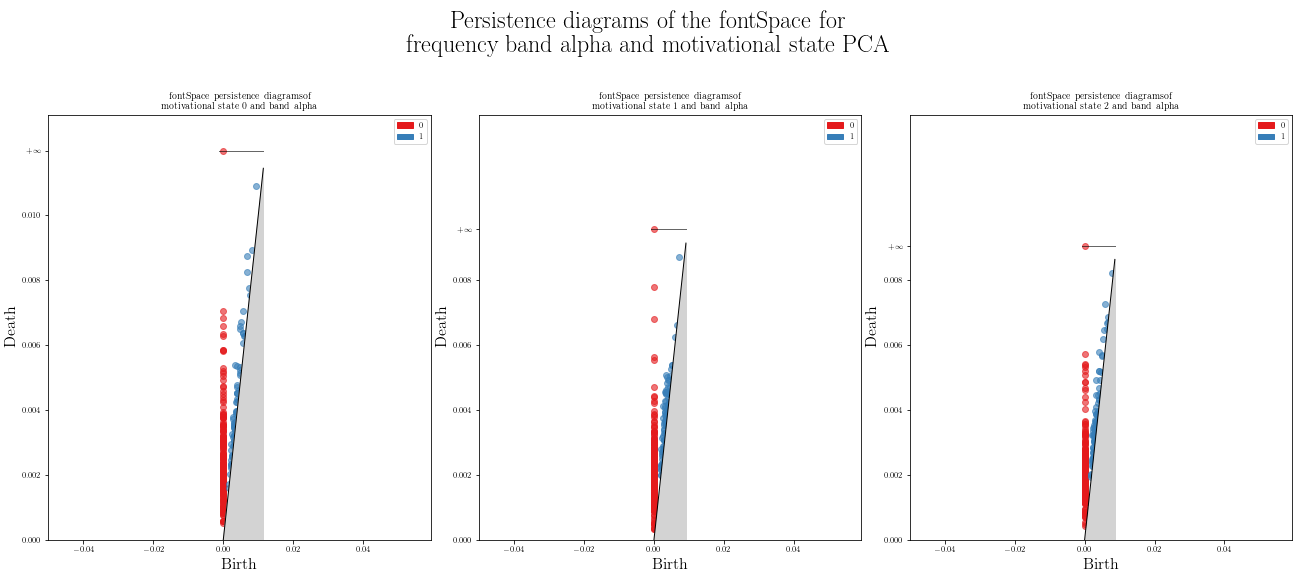 Persistence diagrams of the fontSpace for
frequency band alpha and motivational state PCA
fontSpace persistence diagramsof
motivational state 0 and band alpha
0
1
+∞
0.010
0.008
0.006
0.004
0.002
0.000
Death
−0.04
−0.02
0.00
0.02
0.04
Birth
fontSpace persistence diagramsof
motivational state 1 and band alpha
0
1
+∞
0.008
0.006
0.004
0.002
0.000
Death
−0.04
−0.02
0.00
0.02
0.04
Birth
fontSpace persistence diagramsof
motivational state 2 and band alpha
0
1
+∞
0.008
0.006
0.004
0.002
0.000
Death
−0.04
−0.02
0.00
0.02
0.04
Birth